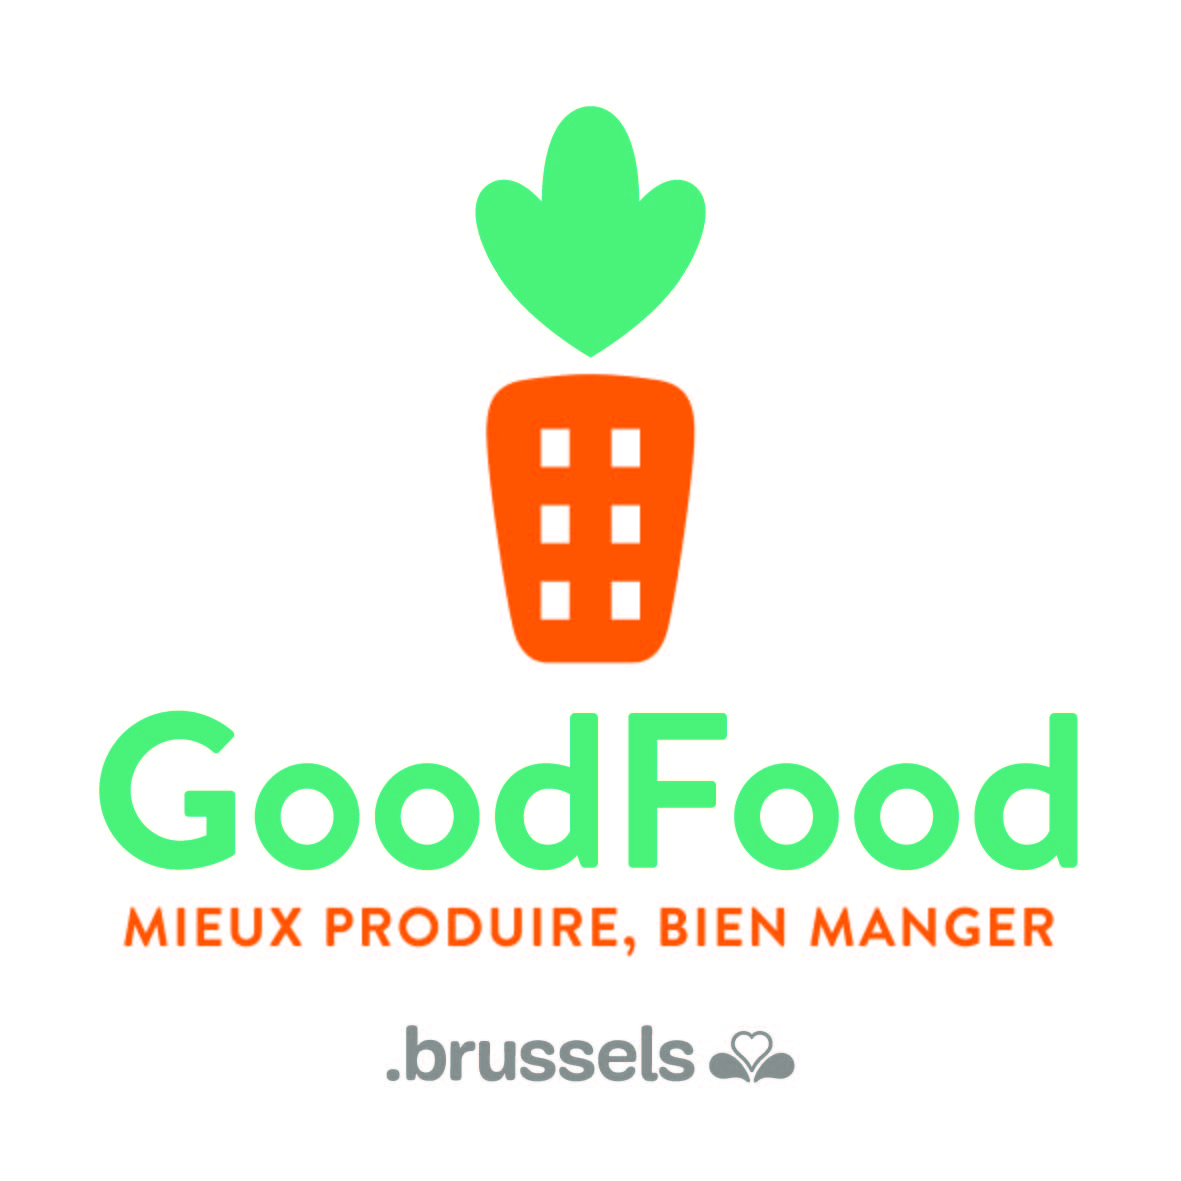 GoodFood
MIEUX PRODUIRE, BIEN MANGER
.brussels